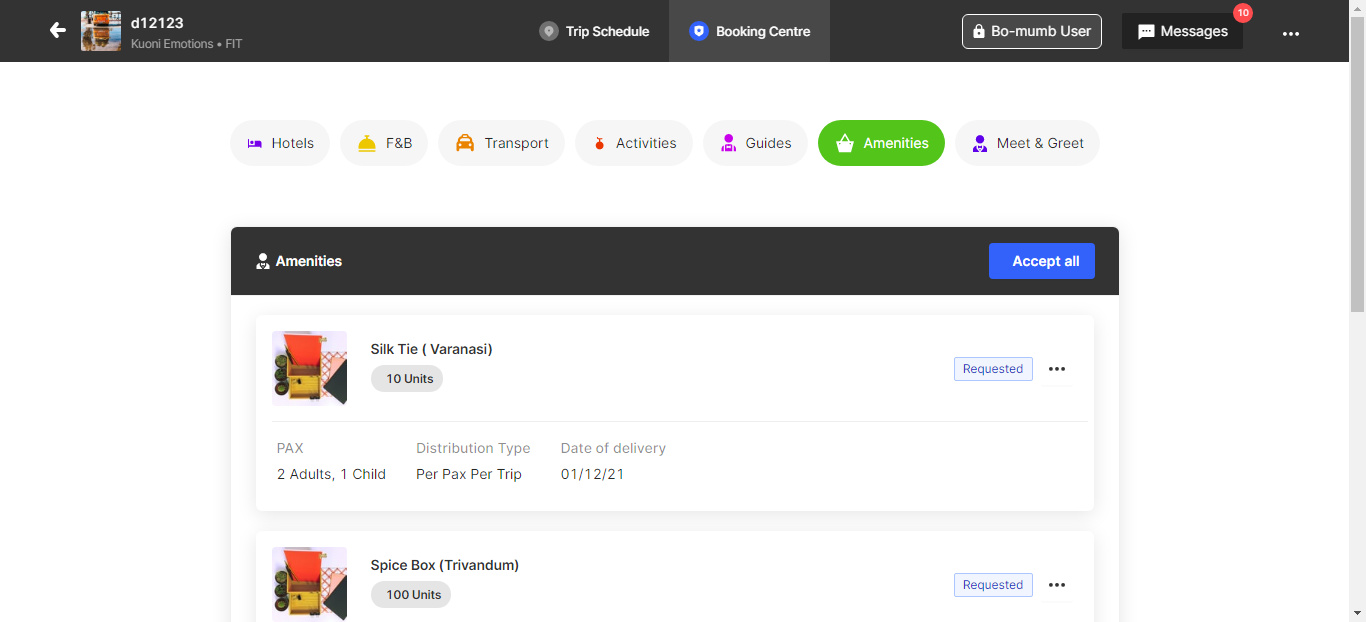 d12123
Kuoni Emotions • FIT
Trip Schedule
Booking Centre
Bo-mumb User
Messages
10
Hotels
F&B
Transport
Activities
Guides
Amenities
Meet & Greet
Amenities
Accept all
Silk Tie ( Varanasi)
10 Units
Requested
PAX
Distribution Type
Date of delivery
2 Adults, 1 Child
Per Pax Per Trip
01/12/21
Spice Box (Trivandum)
100 Units
Requested